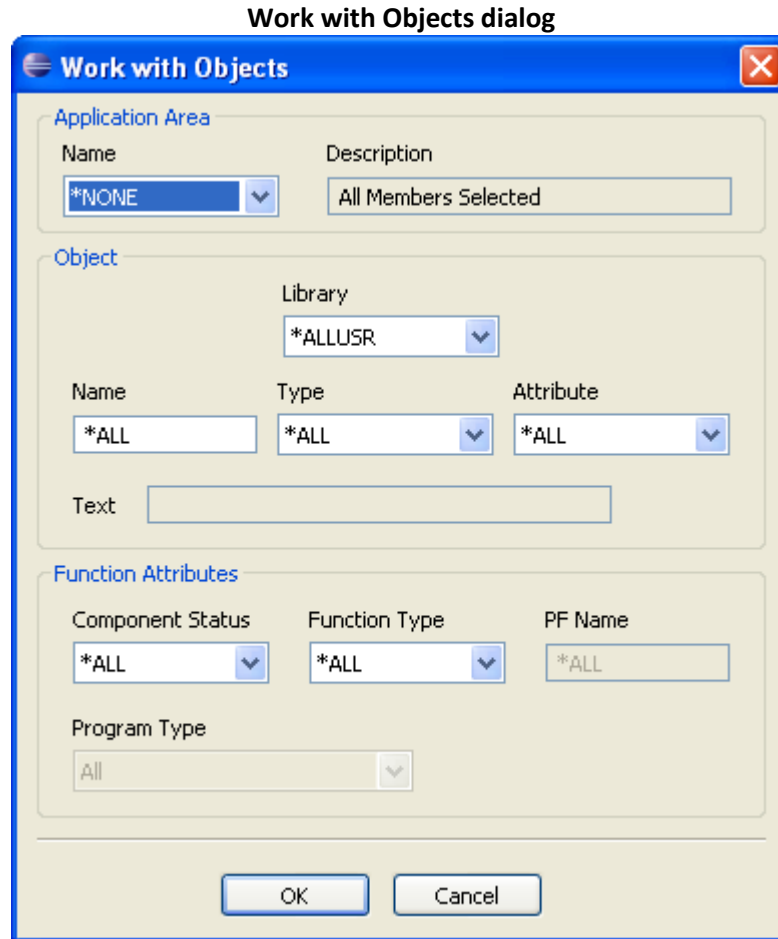 Work with Objects dialog
Work with Objects
Application Area
Name Description
*NONE All Members Selected
Object
Library
*ALLUSR
Name Type Attribute
*ALL *ALL *ALL
Text
Function Attributes
Component Status Function Type PF Name
*ALL *ALL *ALL
Program Type
All
OK Cancel